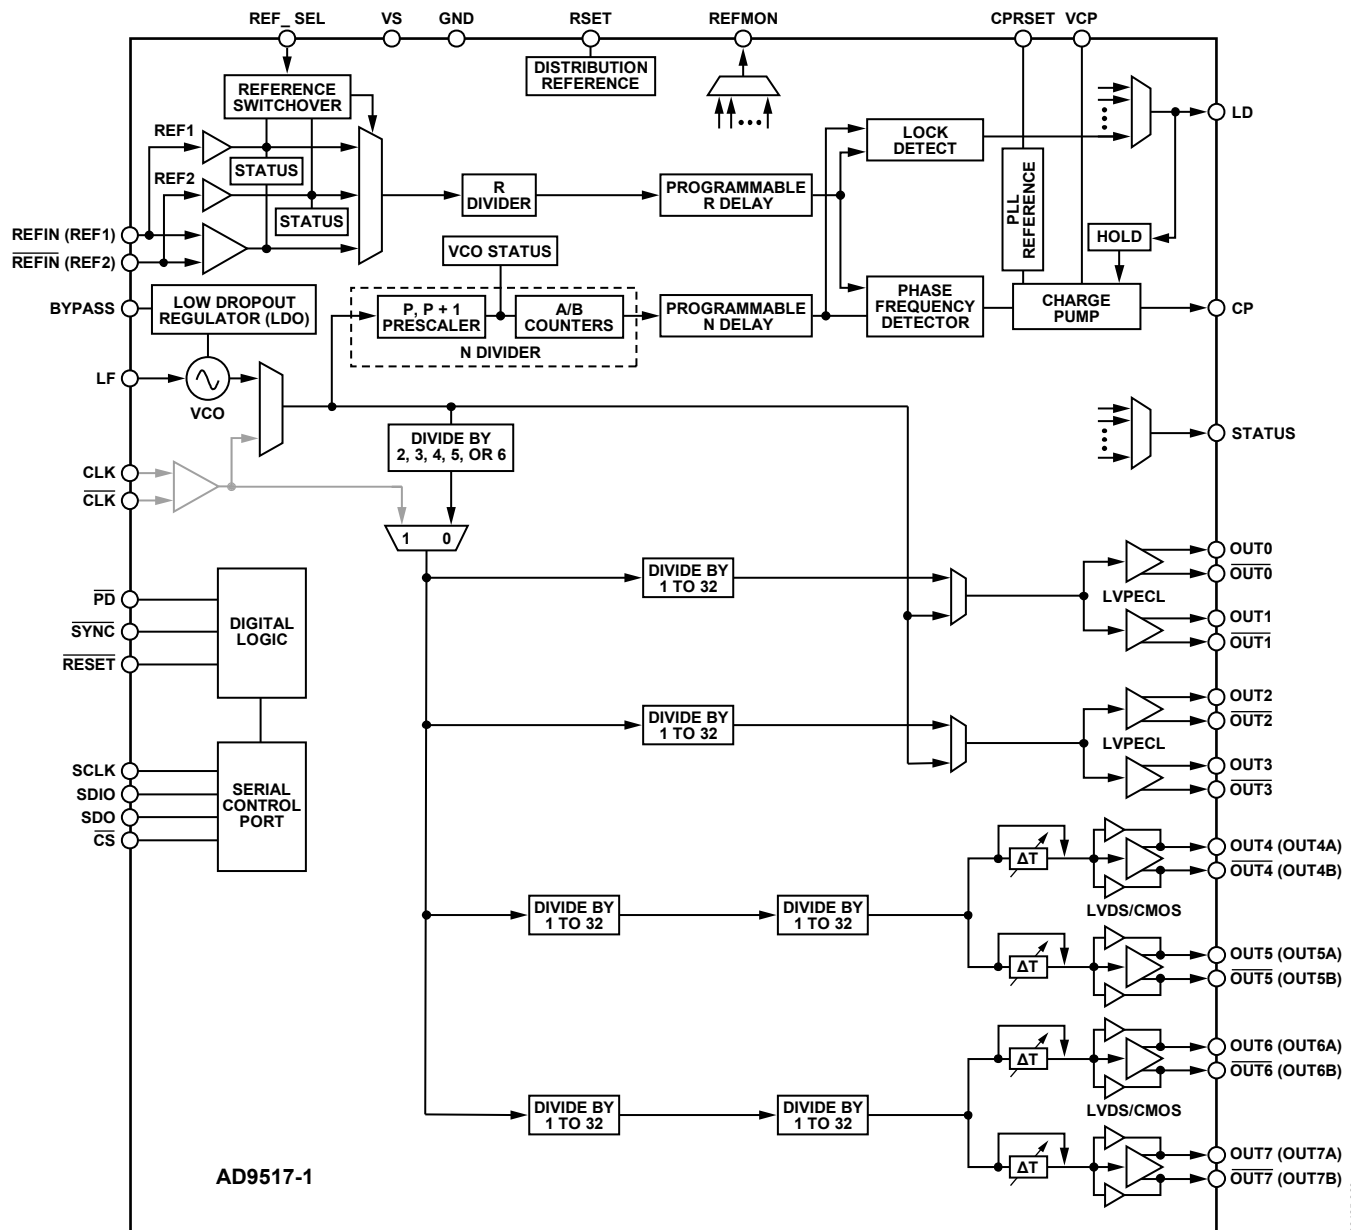 REF_ SEL VS GND RSET REFMON CPRSET VCP
DISTRIBUTION
REFERENCE
REFERENCE
SWITCHOVER
REF1
STATUS
REF2
STATUS
R
DIVIDER
PROGRAMMABLE
R DELAY
LOCK
DETECT
LD
PLL
REFERENCE
HOLD
REFIN (REF1)
REFIN (REF2)
VCO STATUS
BYPASS
LOW DROPOUT
REGULATOR (LDO)
P, P + 1
PRESCALER
A/B
COUNTERS
N DIVIDER
PROGRAMMABLE
N DELAY
PHASE
FREQUENCY
DETECTOR
CHARGE
PUMP
CP
LF
VCO
STATUS
DIVIDE BY
2, 3, 4, 5, OR 6
CLK
CLK
1 0
DIVIDE BY
1 TO 32
OUT0
OUT0
LVPECL
OUT1
OUT1
PD
SYNC
RESET
DIGITAL
LOGIC
DIVIDE BY
1 TO 32
OUT2
OUT2
LVPECL
OUT3
OUT3
SCLK
SDIO
SDO
CS
SERIAL
CONTROL
PORT
ΔT
OUT4 (OUT4A)
OUT4 (OUT4B)
DIVIDE BY
1 TO 32
DIVIDE BY
1 TO 32
LVDS/CMOS
ΔT
OUT5 (OUT5A)
OUT5 (OUT5B)
ΔT
OUT6 (OUT6A)
OUT6 (OUT6B)
DIVIDE BY
1 TO 32
DIVIDE BY
1 TO 32
LVDS/CMOS
ΔT
OUT7 (OUT7A)
OUT7 (OUT7B)
AD9517-1